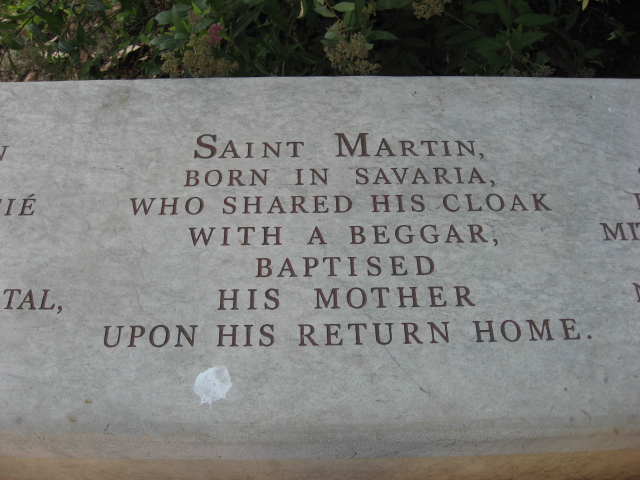 SAINT MARTIN,
BORN IN SAVARIA,
WHO SHARED HIS CLOAK
WITH A BEGGAR,
BAPTISED
HIS MOTHER
UPON HIS RETURN HOME.